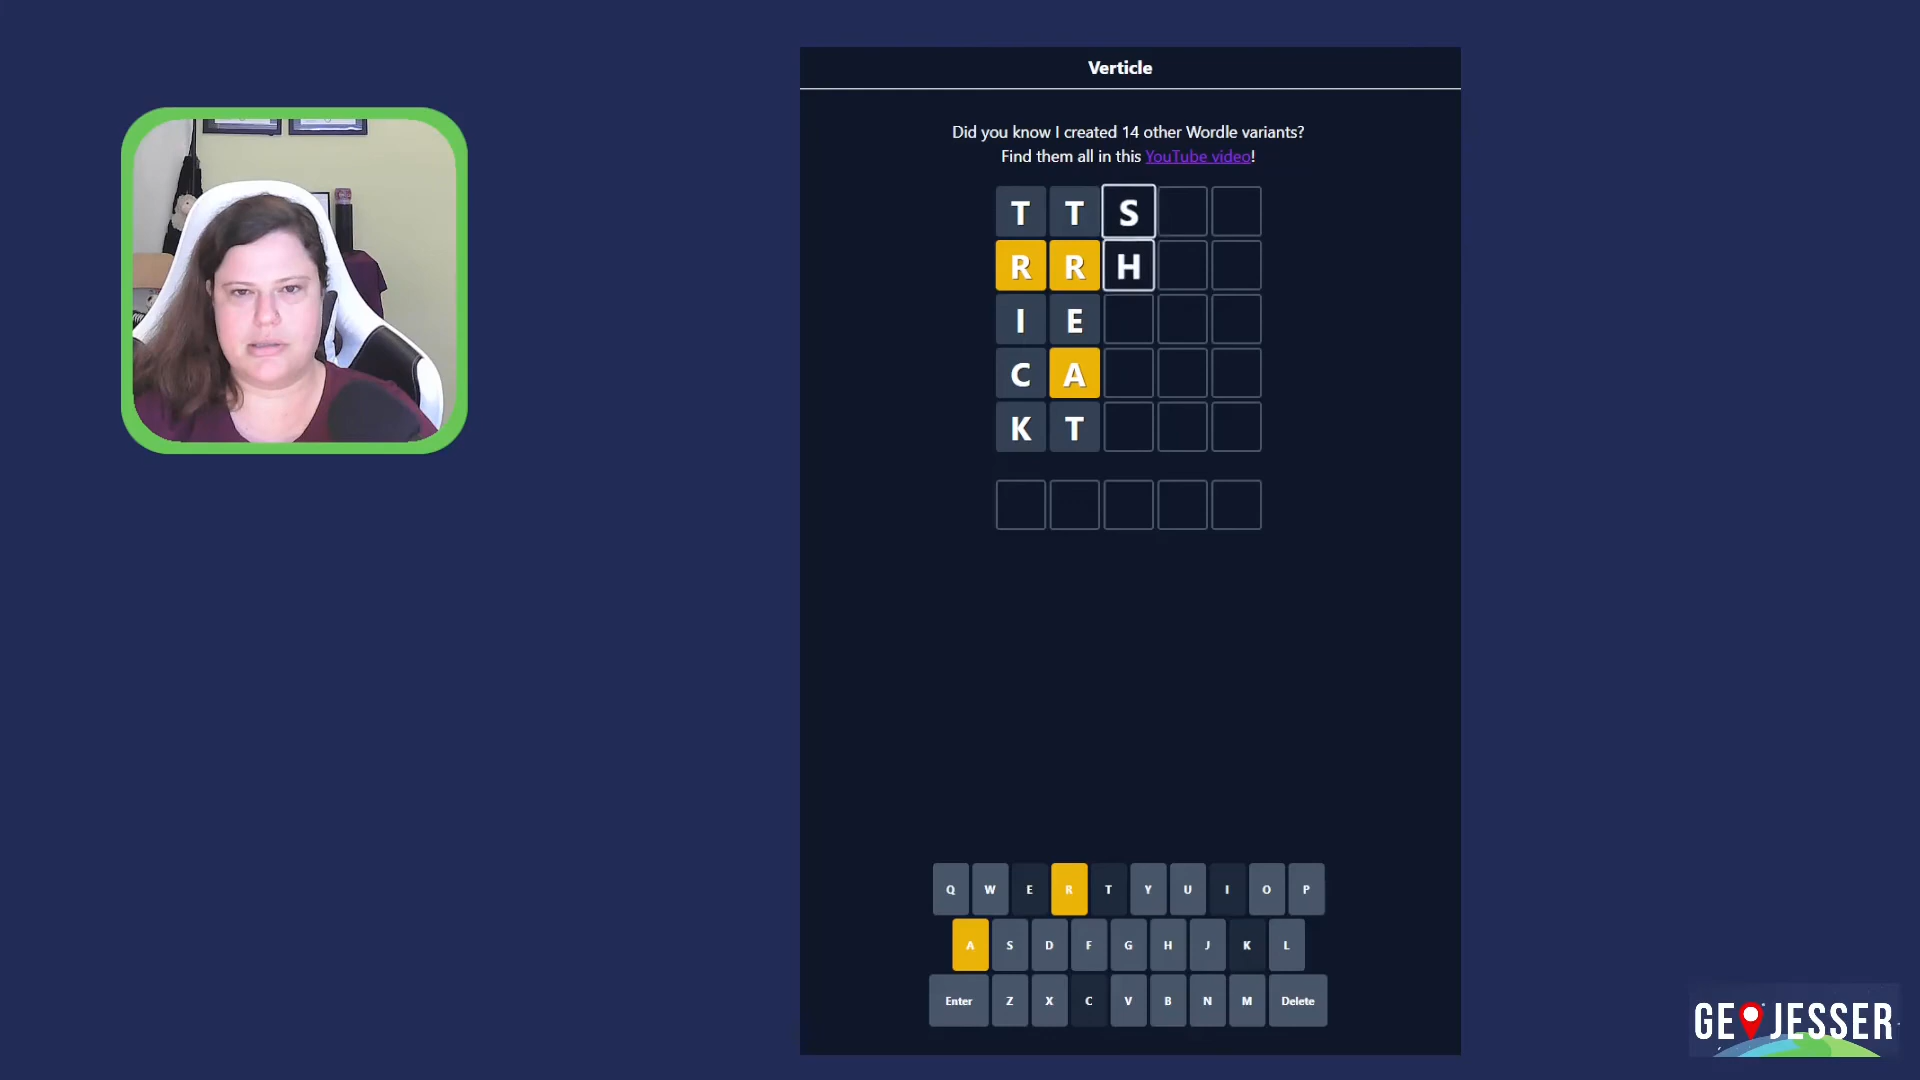 Verticle
Did you know I created 14 other Wordle variants?
Find them all in this YouTube video!
T T S
R R H
I E
C A
K T
Q W E R T Y U I O P
A S D F G H J K L
Enter Z X C V B N M Delete
GEOJESSER